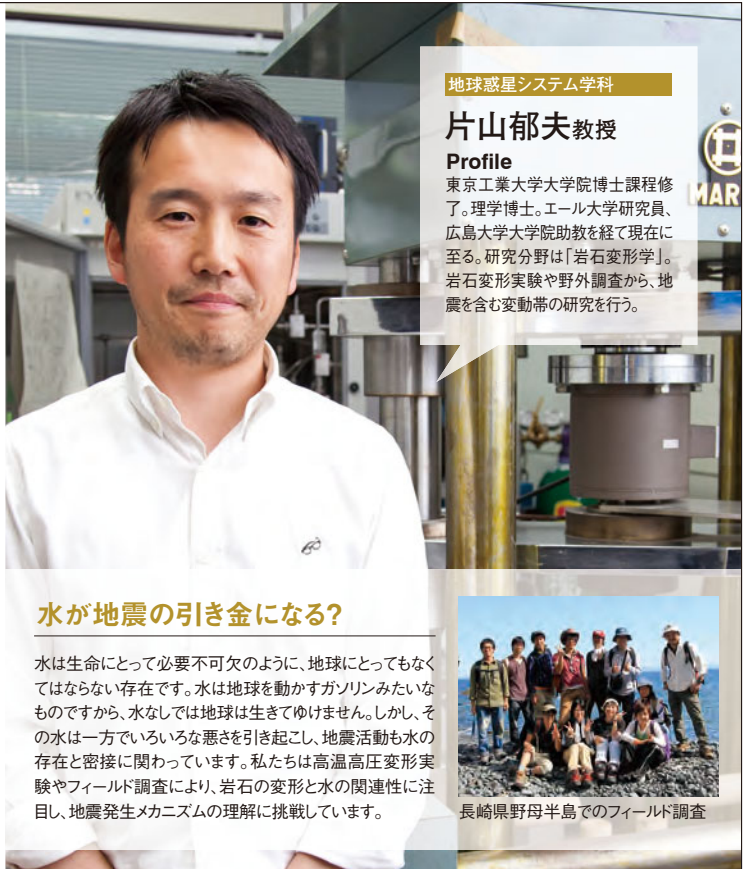 地球惑星システム学科
片山郁夫教授
Profile
東京工業大学大学院博士課程修
了。理学博士。エール大学研究員、
広島大学大学院助教を経て現在に
至る。研究分野は「岩石変形学」。
岩石変形実験や野外調査から、地
震を含む変動帯の研究を行う。
MAR
水が地震の引き金になる?
水は生命にとって必要不可欠のように、地球にとってもなく
てはならない存在です。水は地球を動かすガソリンみたいな
ものですから、水なしでは地球は生きてゆけません。しかし、そ
の水は一方でいろいろな悪さを引き起こし、地震活動も水の
存在と密接に関わっています。私たちは高温高圧変形実
験やフィールド調査により、岩石の変形と水の関連性に注
目し、地震発生メカニズムの理解に挑戦しています。
長崎県野母半島でのフィールド調査